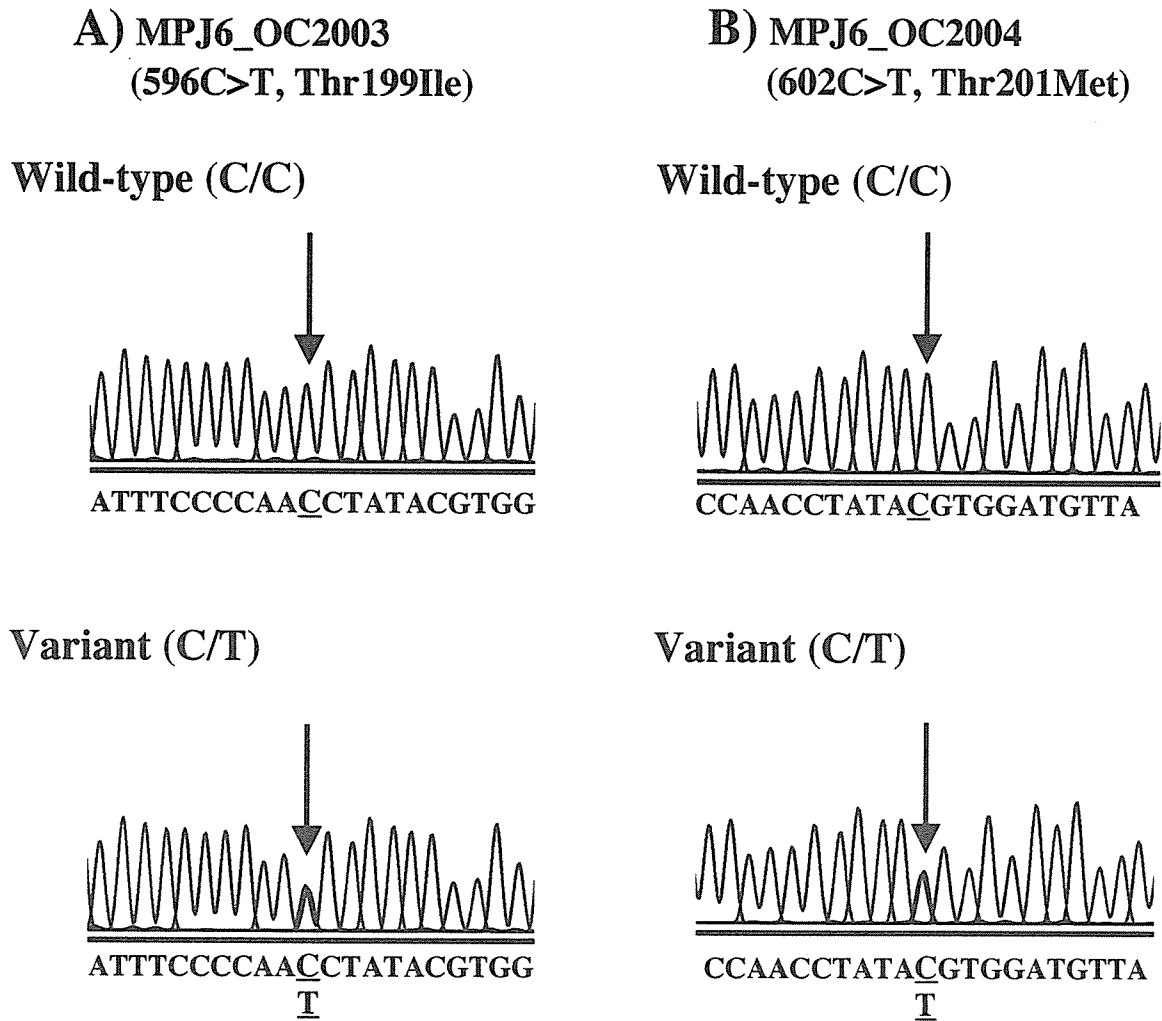 A) MPJ6_OC2003
(596C>T, Thr199Ile)
Wild-type (C/C)
ATTTCCCCAACCTATACGTGG
Variant (C/T)
ATTTCCCCAACCTATACGTGG
T
B) MPJ6_OC2004
(602C>T, Thr201Met)
Wild-type (C/C)
CCAACCTATACGTGGATGTTA
Variant (C/T)
CCAACCTATACGTGGATGTTA
T